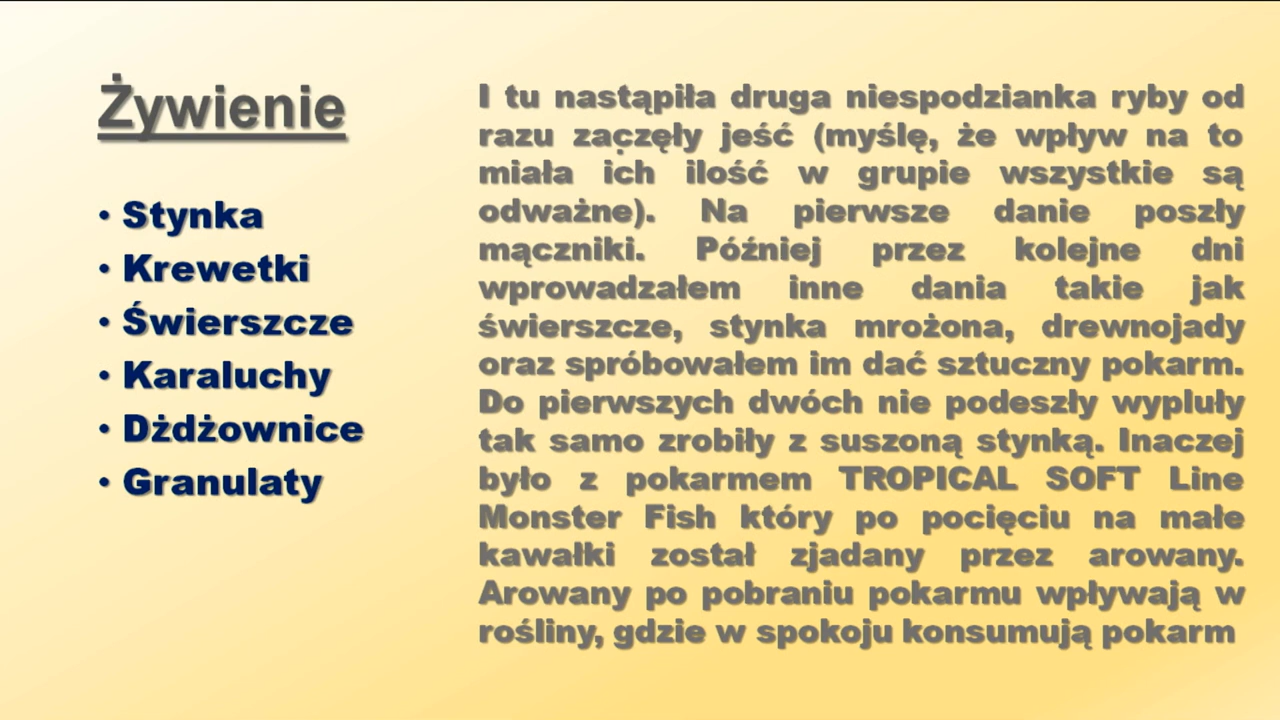 Żywienie
• Stynka
• Krewetki
• Świerszcze
• Karaluchy
• Dżdżownice
• Granulaty
I tu nastąpiła druga niespodzianka ryby od
razu zaczęły jeść (myślę, że wpływ na to
miała ich ilość w grupie wszystkie są
odważne). Na pierwsze danie poszły
mączniki. Później przez kolejne dni
wprowadzałem inne dania takie jak
świerszcze, stynka mrożona, drewnojady
oraz spróbowałem im dać sztuczny pokarm.
Do pierwszych dwóch nie podeszły wypluły
tak samo zrobiły z suszoną stynką. Inaczej
było z pokarmem TROPICAL SOFT Line
Monster Fish który po pocięciu na małe
kawałki został zjadany przez arowany.
Arowany po pobraniu pokarmu wpływają w
rośliny, gdzie w spokoju konsumują pokarm